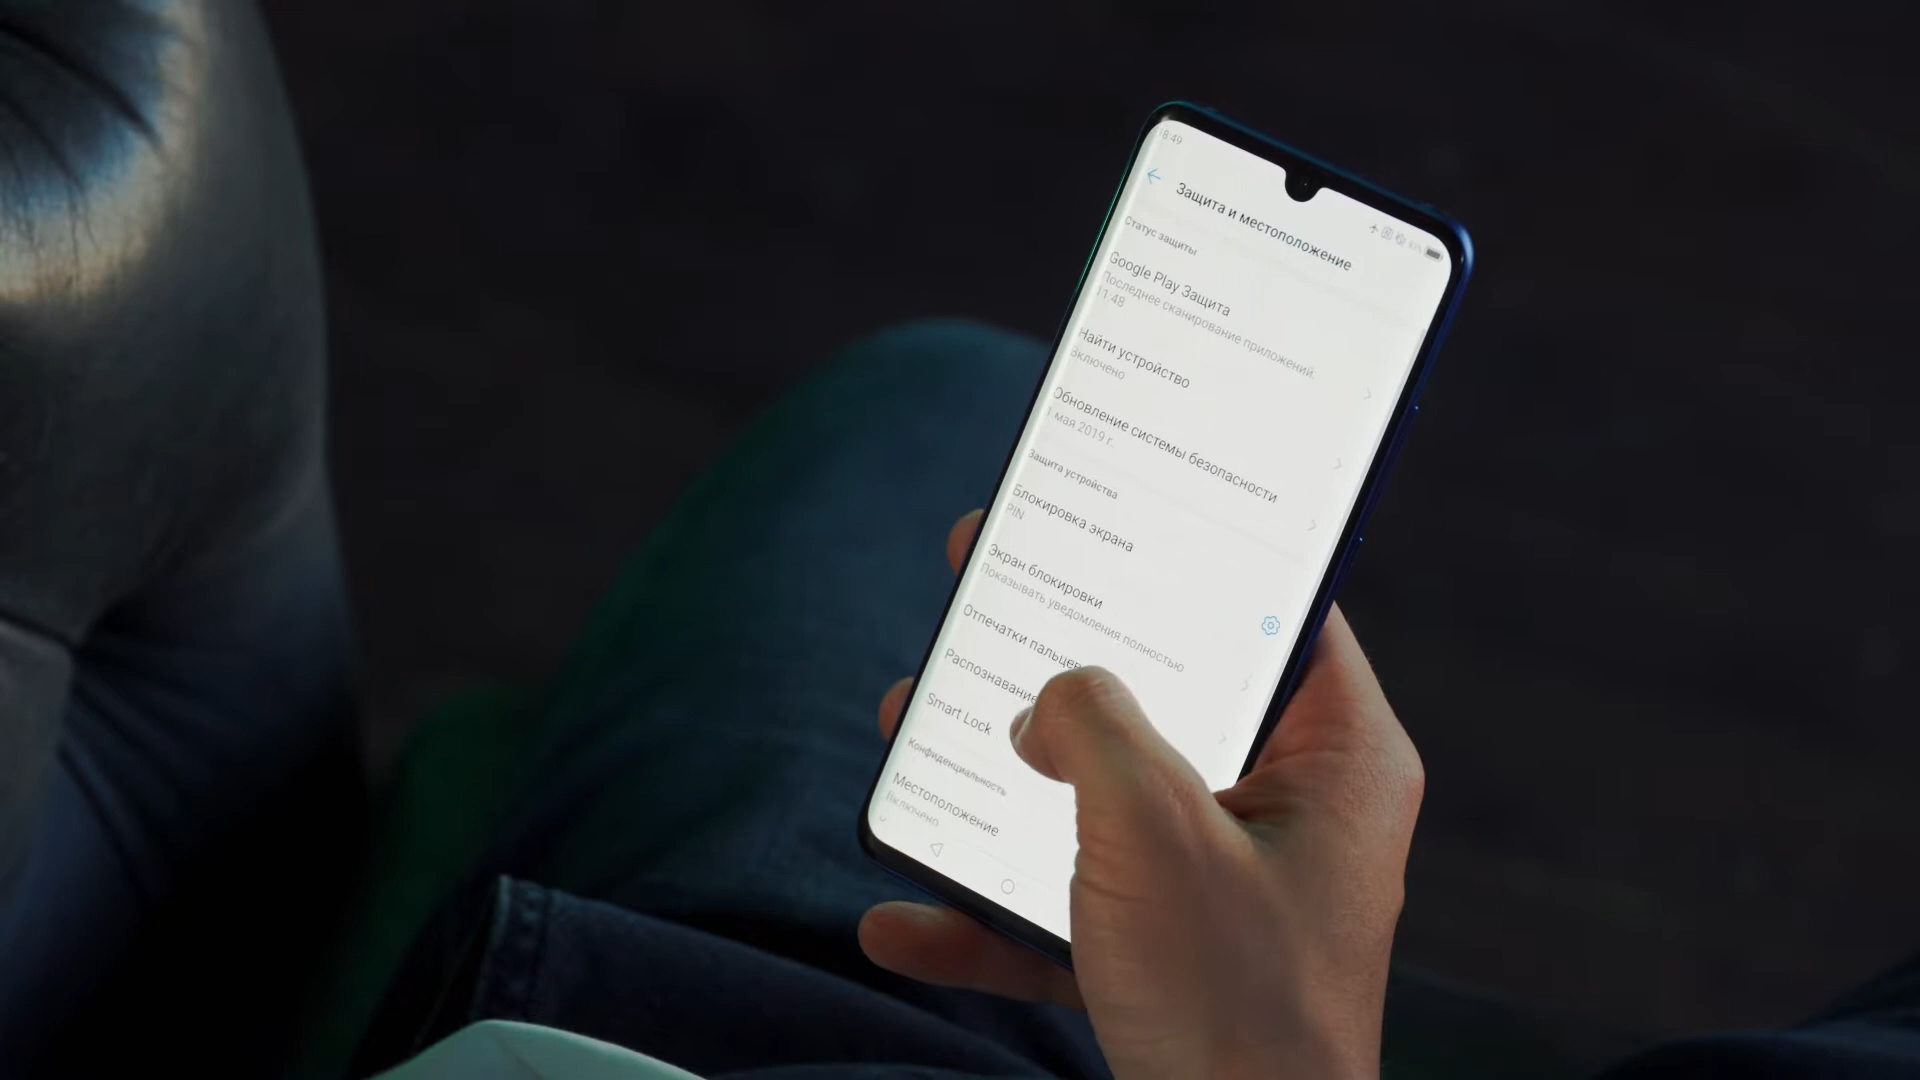 18:49
Защита и местоположение
Статус защиты
Google Play Защита
Последнее сканирование приложений:
11:48
Найти устройство
Включено
Обновление системы безопасности
1 мая 2019 г.
Защита устройства
Блокировка экрана
PIN
Экран блокировки
Показывать уведомления полностью
Отпечатки пальцев
Распознавание
Smart Lock
Конфиденциальность
Местоположение
Включено